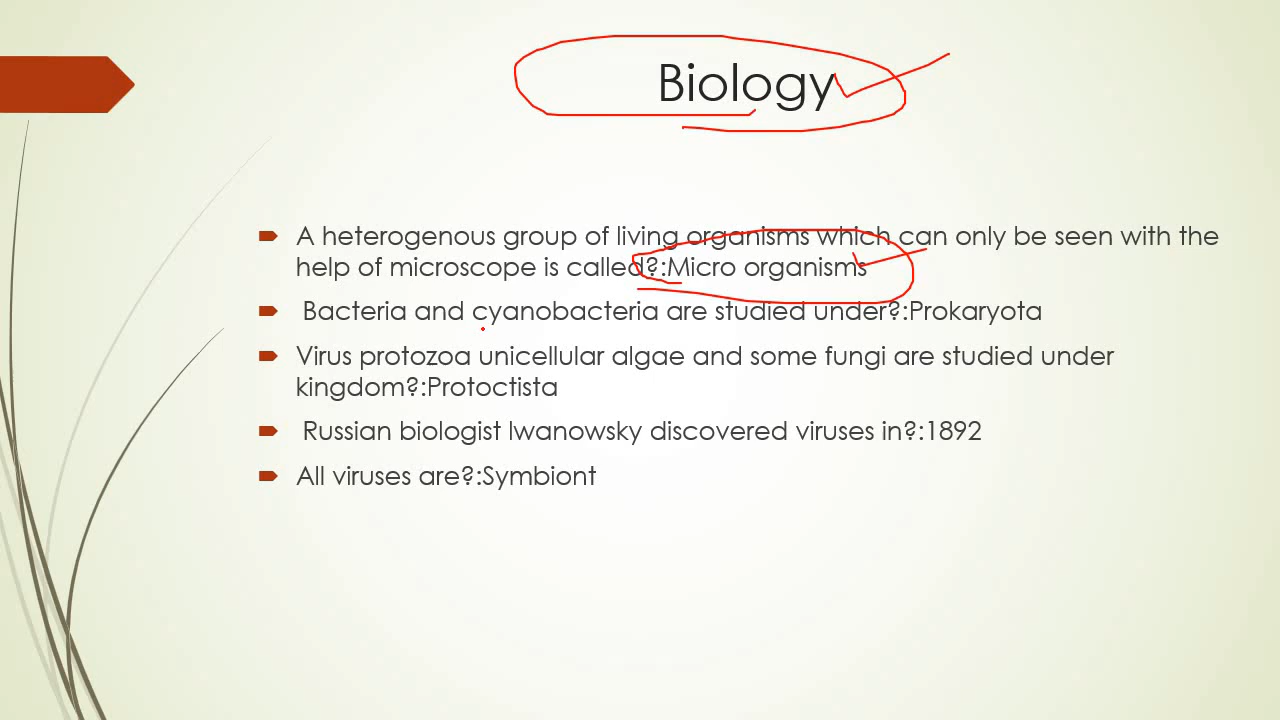 Biology
A heterogenous group of living organisms which can only be seen with the
help of microscope is called?:Micro organisms
Bacteria and cyanobacteria are studied under?:Prokaryota
Virus protozoa unicellular algae and some fungi are studied under
kingdom?:Protoctista
Russian biologist Iwanowsky discovered viruses in?:1892
All viruses are?:Symbiont